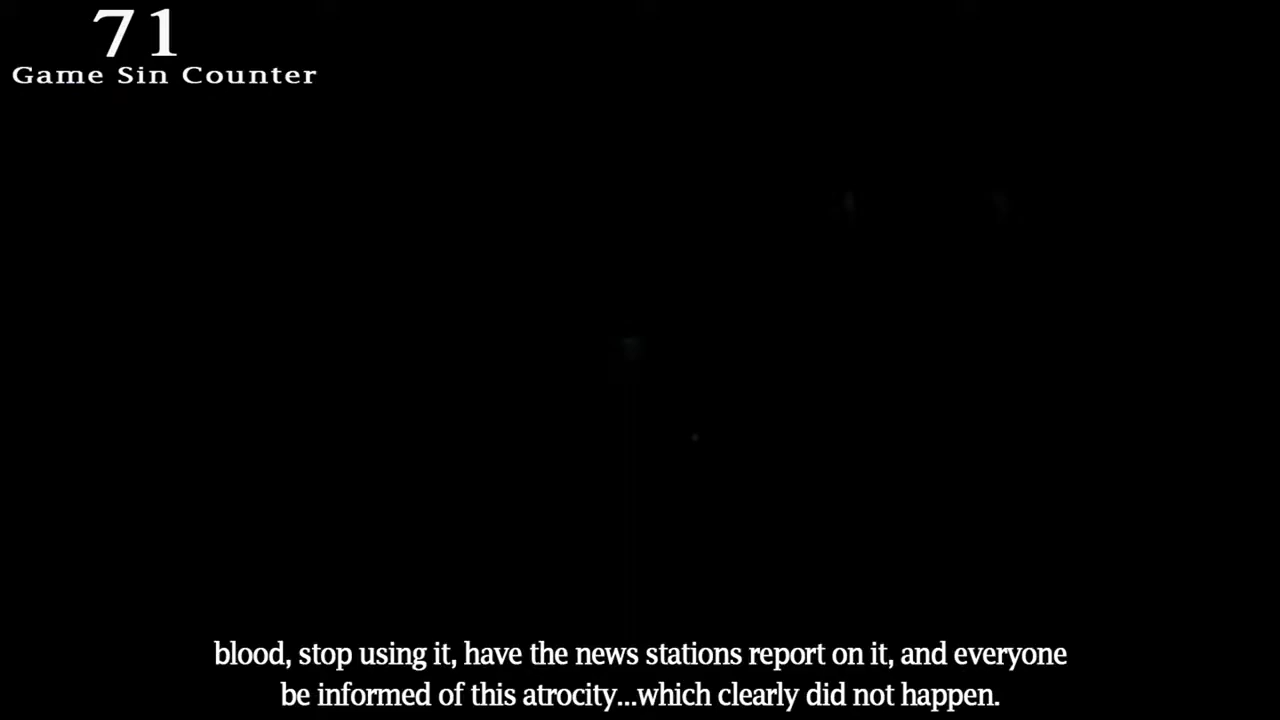 71
Game Sin Counter
blood, stop using it, have the news stations report on it, and everyone
be informed of this atrocity...which clearly did not happen.